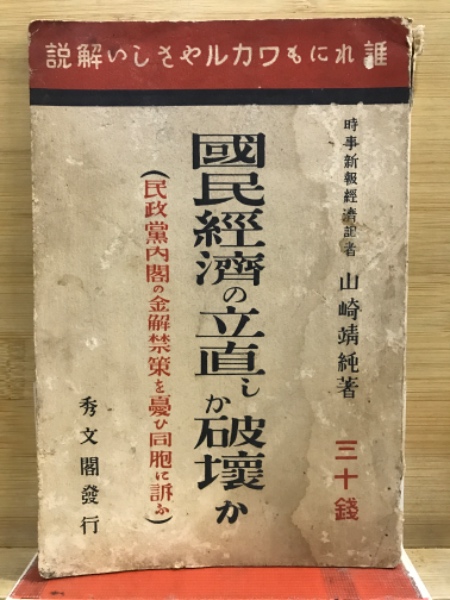 誰れにもワカルやさしい解説
時事新報經濟記者 山崎靖純著
三十錢
國民經濟の立直しか破壞か
(民政黨內閣の金解禁策を憂ひ同胞に訴ふ)
秀文閣發行